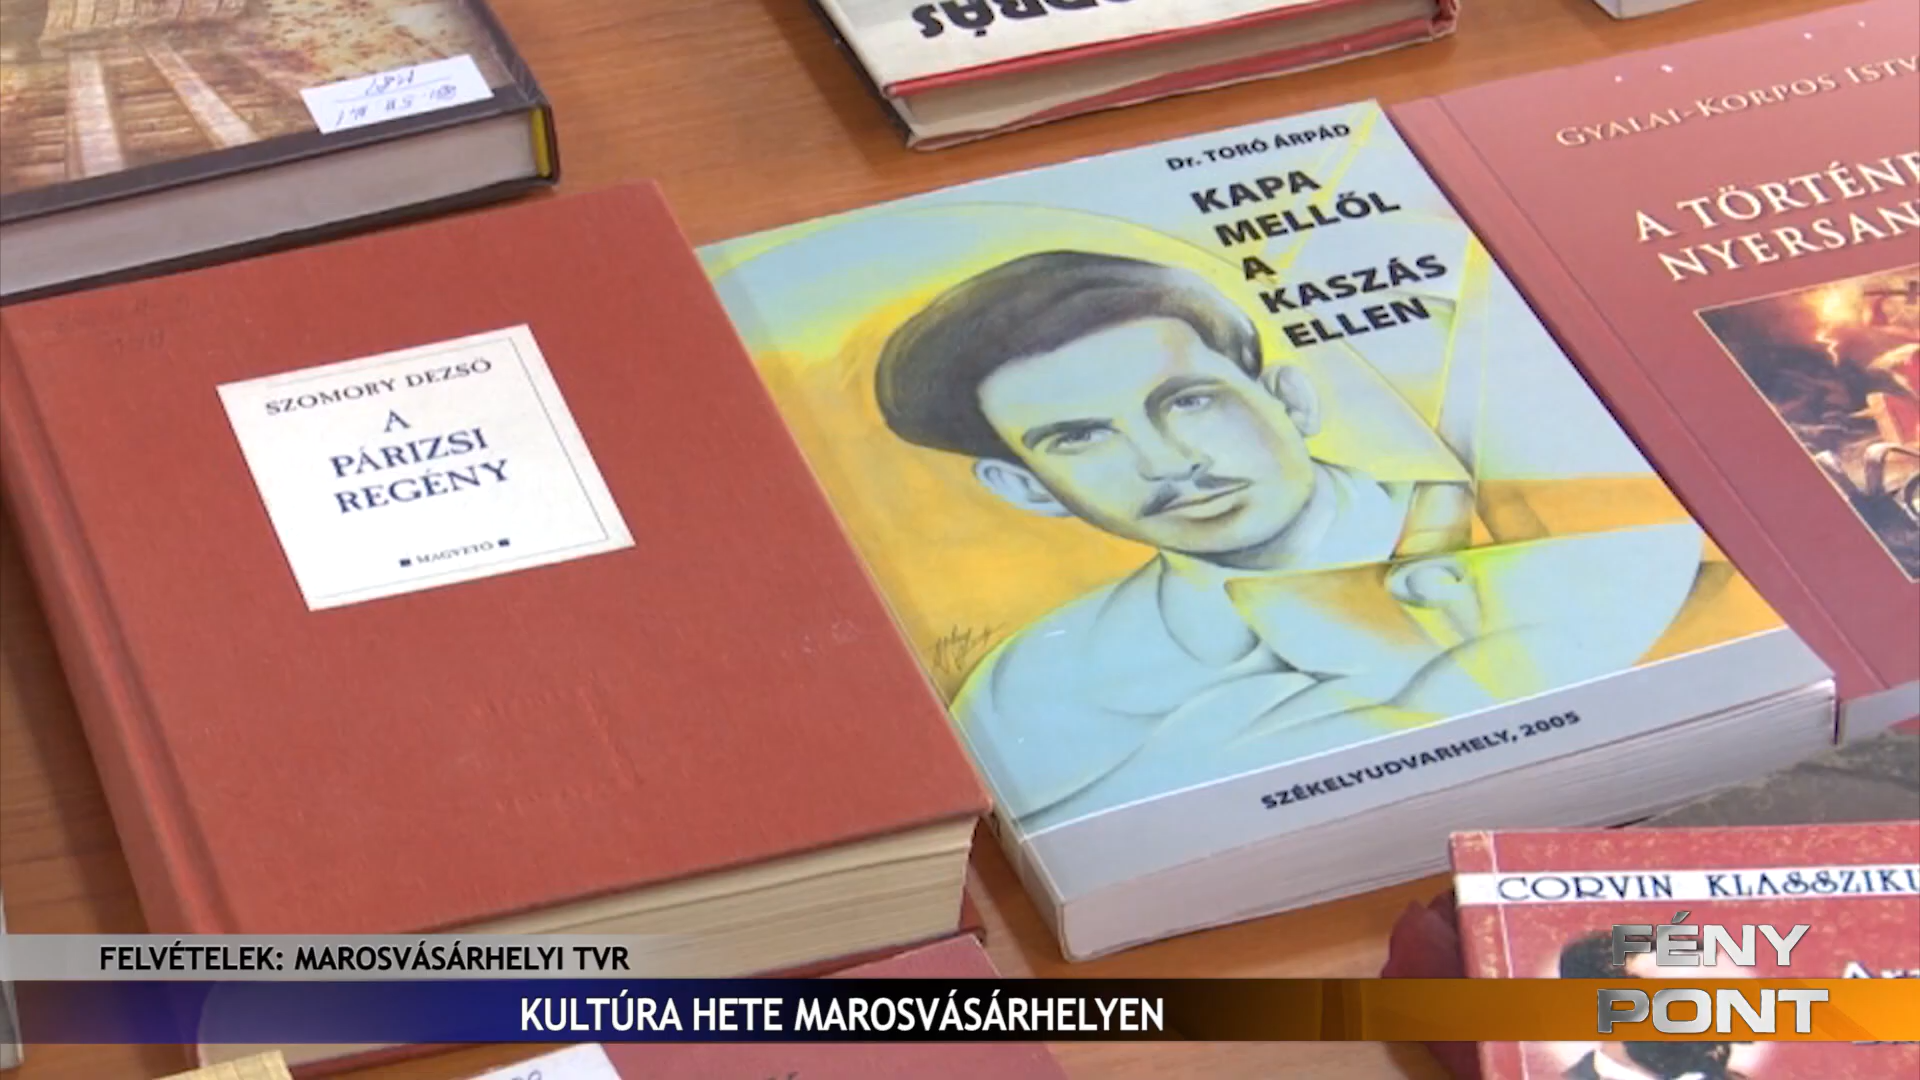 Dr. TORÓ ÁRPÁD
KAPA
MELLŐL
A
KASZÁS
ELLEN
SZÉKELYUDVARHELY, 2005
GYALAI-KORPOS ISTV
A TÖRTÉNE
NYERSAN
SZOMORY DEZSŐ
A
PÁRIZSI
REGÉNY
MAGVETŐ
CORVIN KLASSZIKU
FELVÉTELEK: MAROSVÁSÁRHELYI TVR
KULTÚRA HETE MAROSVÁSÁRHELYEN
FÉNY
PONT